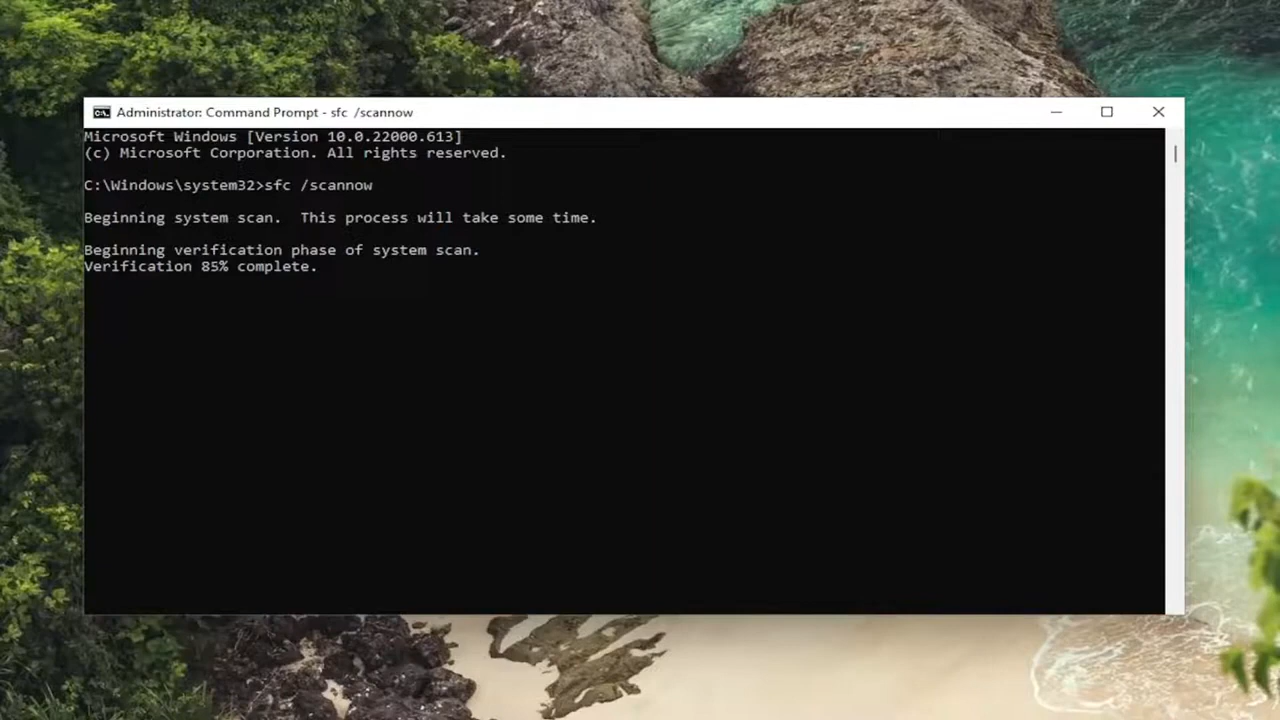 Administrator: Command Prompt - sfc  /scannow
Microsoft Windows [Version 10.0.22000.613]
(c) Microsoft Corporation. All rights reserved.
C:\Windows\system32>sfc /scannow
Beginning system scan.  This process will take some time.
Beginning verification phase of system scan.
Verification 85% complete.